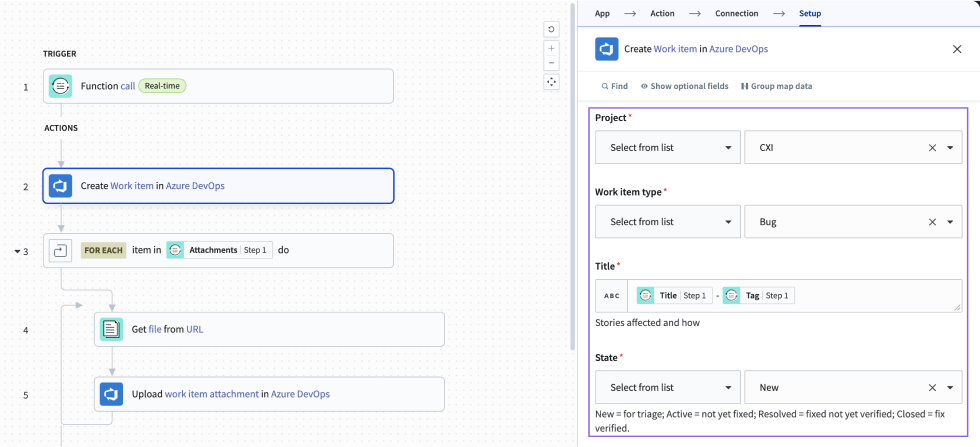 TRIGGER
1
Function call Real-time
ACTIONS
2
Create Work item in Azure DevOps
3
FOR EACH item in Attachments Step 1 do
4
Get file from URL
5
Upload work item attachment in Azure DevOps
App → Action → Connection → Setup
Create Work item in Azure DevOps
Find Show optional fields Group map data
Project *
Select from list CXI
Work item type *
Select from list Bug
Title *
ABC Title Step 1 - Tag Step 1
Stories affected and how
State *
Select from list New
New = for triage; Active = not yet fixed; Resolved = fixed not yet verified; Closed = fix
verified.